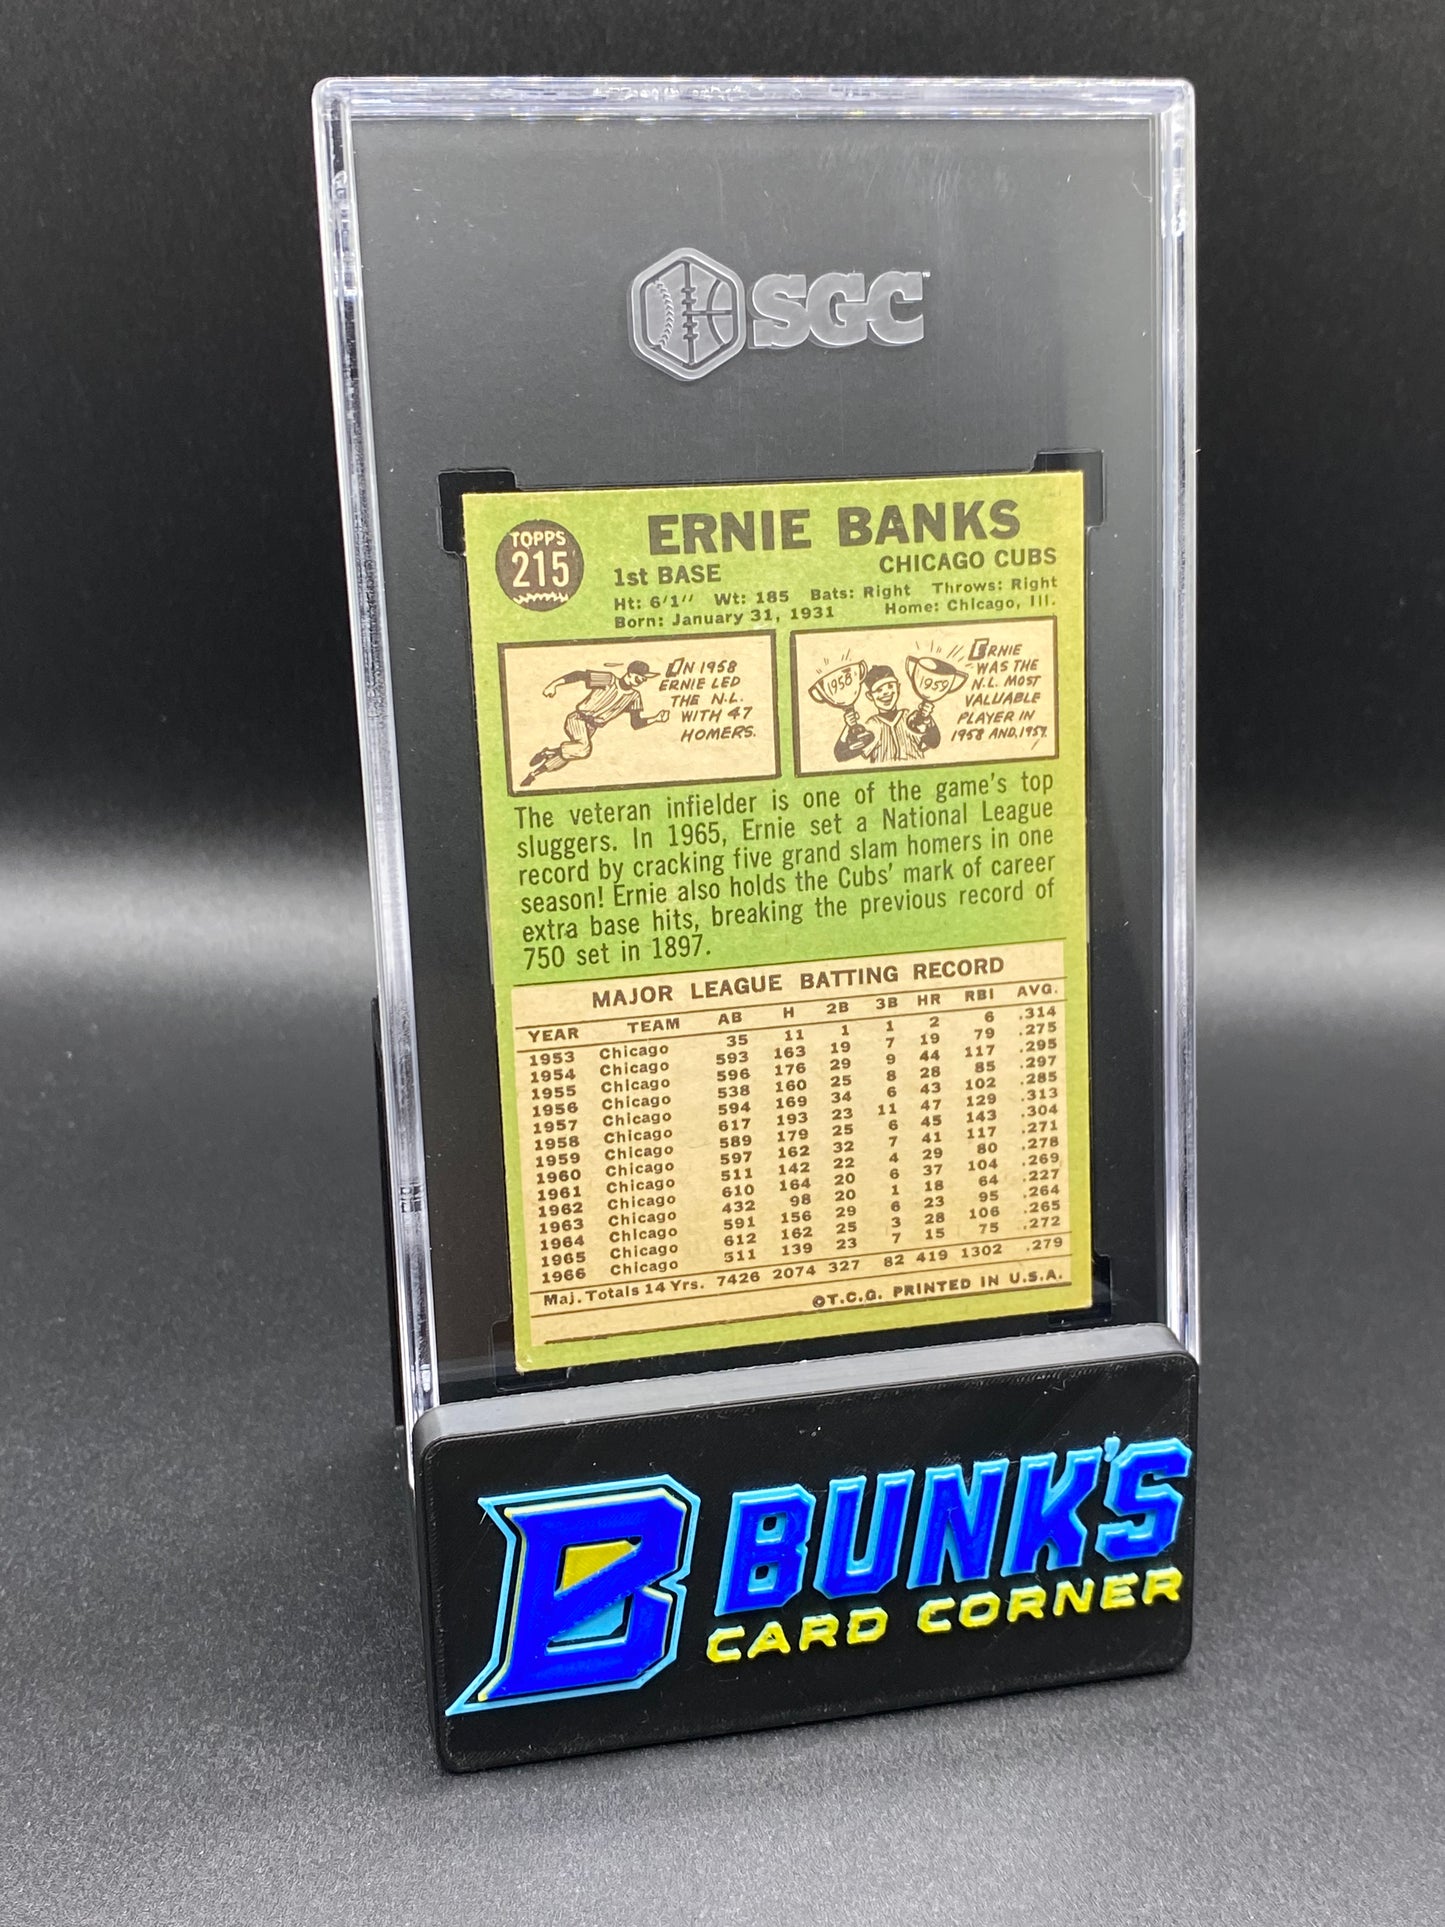 SGC™
TOPPS
215
ERNIE BANKS
1st BASE CHICAGO CUBS
Ht: 6'1" Wt: 185 Bats: Right Throws: Right
Born: January 31, 1931 Home: Chicago, Ill.
IN 1958
ERNIE LED
THE N.L.
WITH 47
HOMERS.
1958
1959
ERNIE
WAS THE
N.L. MOST
VALUABLE
PLAYER IN
1958 AND 1959.
The veteran infielder is one of the game's top
sluggers. In 1965, Ernie set a National League
record by cracking five grand slam homers in one
season! Ernie also holds the Cubs' mark of career
extra base hits, breaking the previous record of
750 set in 1897.
MAJOR LEAGUE BATTING RECORD
YEAR TEAM AB H 2B 3B HR RBI AVG.
1953 Chicago 35 11 1 1 2 6 .314
1954 Chicago 593 163 19 7 19 79 .275
1955 Chicago 596 176 29 9 44 117 .295
1956 Chicago 538 160 25 8 28 85 .297
1957 Chicago 594 169 34 6 43 102 .285
1958 Chicago 617 193 23 11 47 129 .313
1959 Chicago 589 179 25 6 45 143 .304
1960 Chicago 597 162 32 7 41 117 .271
1961 Chicago 511 142 22 4 29 80 .278
1962 Chicago 610 164 20 6 37 104 .269
1963 Chicago 432 98 20 1 18 64 .227
1964 Chicago 591 156 29 6 23 95 .264
1965 Chicago 612 162 25 3 28 106 .265
1966 Chicago 511 139 23 7 15 75 .272
Maj. Totals 14 Yrs. 7426 2074 327 82 419 1302 .279
©T.C.G. PRINTED IN U.S.A.
B BUNK'S
CARD CORNER